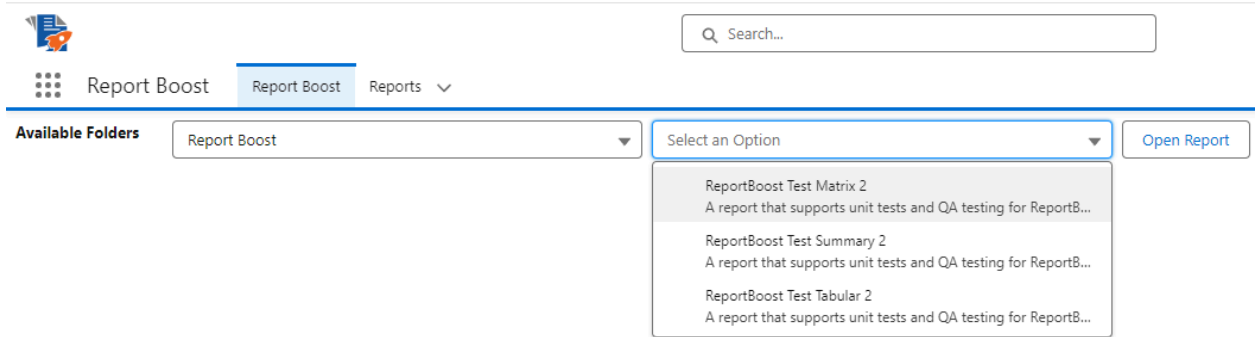 Search...
Report Boost Report Boost Reports
Available Folders Report Boost Select an Option Open Report
ReportBoost Test Matrix 2
A report that supports unit tests and QA testing for ReportB...
ReportBoost Test Summary 2
A report that supports unit tests and QA testing for ReportB...
ReportBoost Test Tabular 2
A report that supports unit tests and QA testing for ReportB...